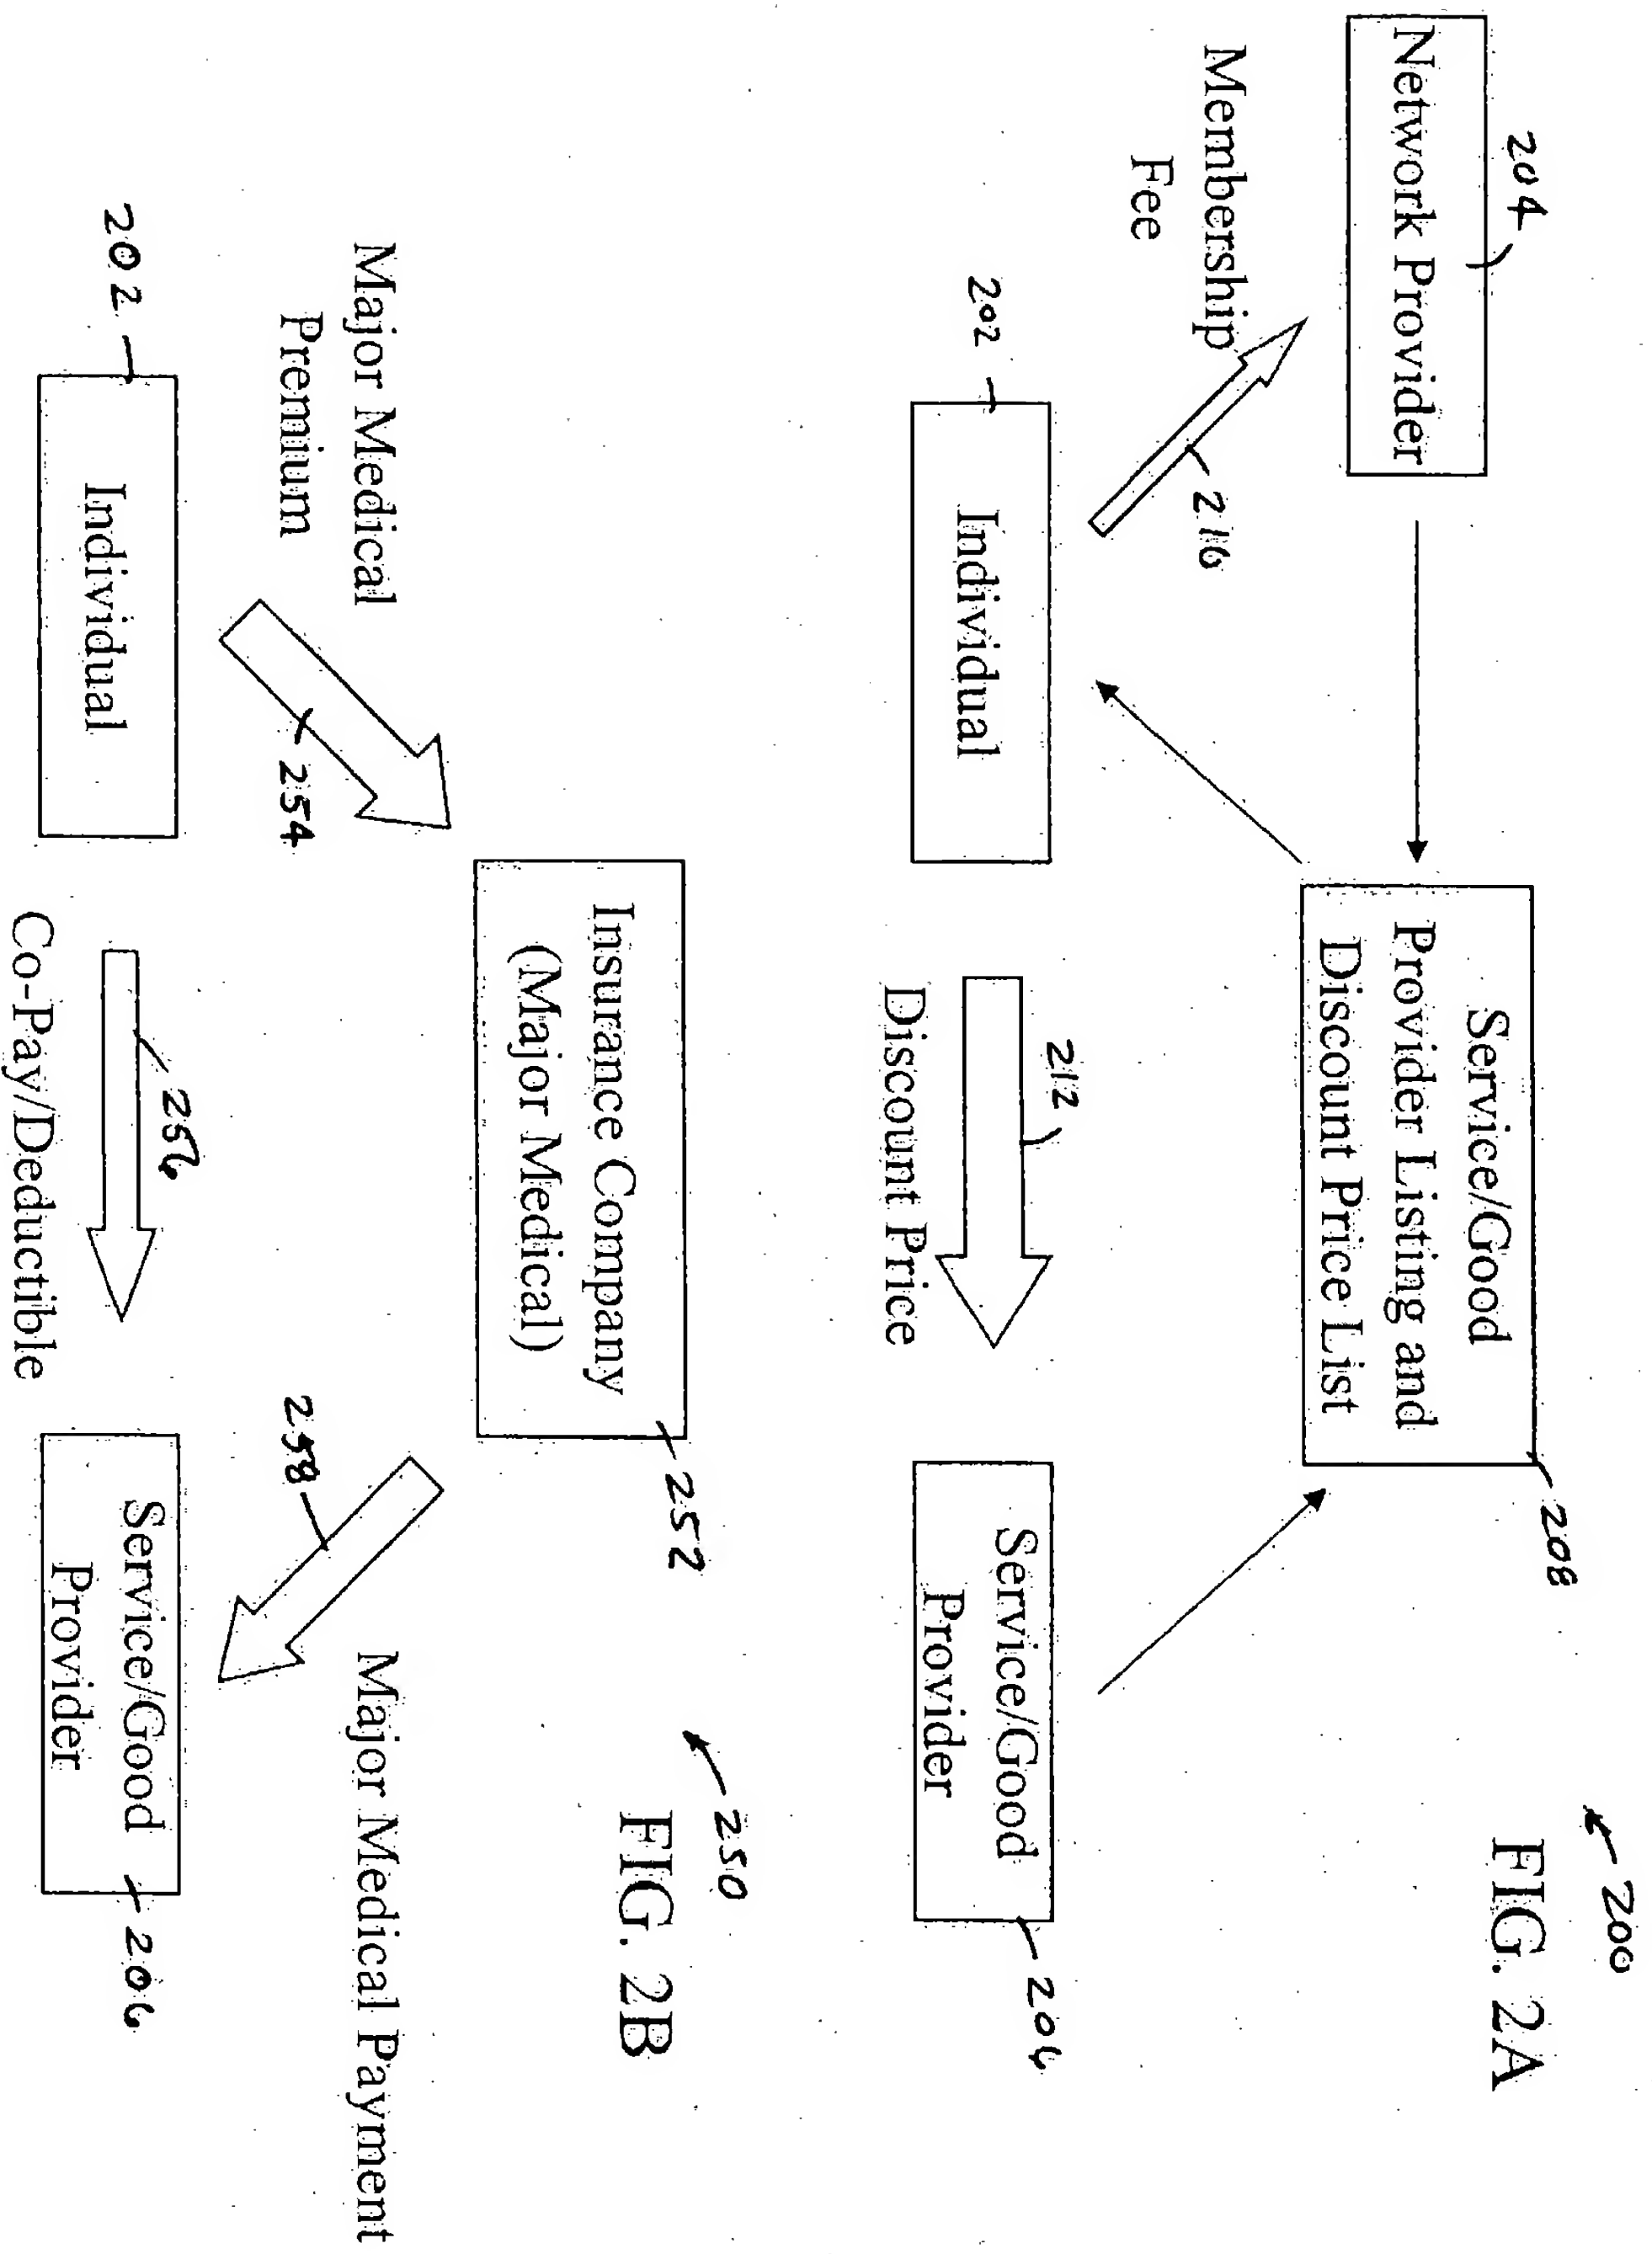 200
FIG. 2A
204
Network Provider
Service/Good
Provider Listing and
Discount Price List
208
Membership
Fee
216
202
Individual
212
Discount Price
Service/Good
Provider
206
250
FIG. 2B
Insurance Company
(Major Medical)
252
Major Medical
Premium
254
258
Major Medical Payment
202
Individual
256
Co-Pay/Deductible
Service/Good
Provider
206